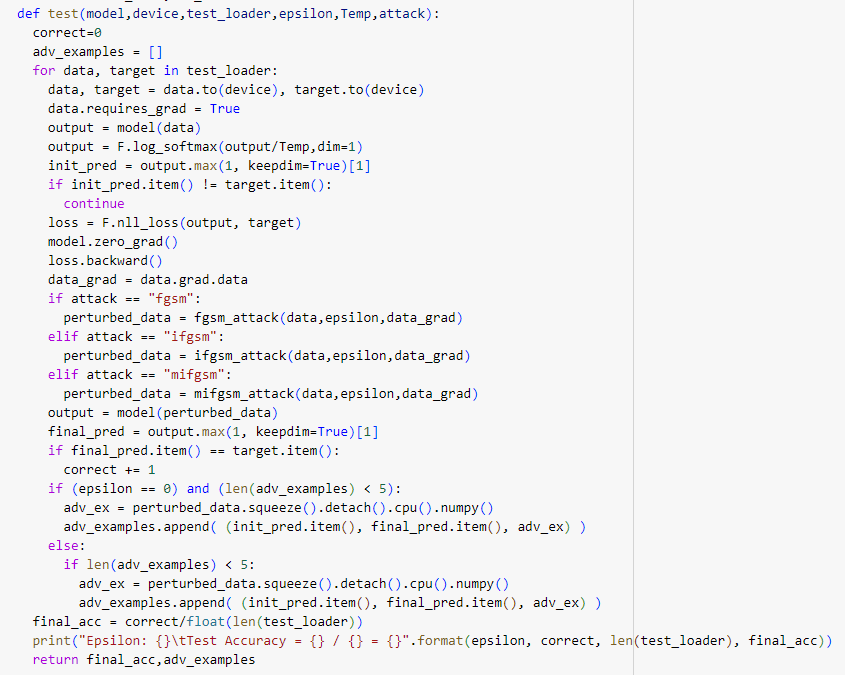 def test(model,device,test_loader,epsilon,Temp,attack):
  correct=0
  adv_examples = []
  for data, target in test_loader:
    data, target = data.to(device), target.to(device)
    data.requires_grad = True
    output = model(data)
    output = F.log_softmax(output/Temp,dim=1)
    init_pred = output.max(1, keepdim=True)[1]
    if init_pred.item() != target.item():
      continue
    loss = F.nll_loss(output, target)
    model.zero_grad()
    loss.backward()
    data_grad = data.grad.data
    if attack == "fgsm":
      perturbed_data = fgsm_attack(data,epsilon,data_grad)
    elif attack == "ifgsm":
      perturbed_data = ifgsm_attack(data,epsilon,data_grad)
    elif attack == "mifgsm":
      perturbed_data = mifgsm_attack(data,epsilon,data_grad)
    output = model(perturbed_data)
    final_pred = output.max(1, keepdim=True)[1]
    if final_pred.item() == target.item():
      correct += 1
    if (epsilon == 0) and (len(adv_examples) < 5):
      adv_ex = perturbed_data.squeeze().detach().cpu().numpy()
      adv_examples.append( (init_pred.item(), final_pred.item(), adv_ex) )
    else:
      if len(adv_examples) < 5:
        adv_ex = perturbed_data.squeeze().detach().cpu().numpy()
        adv_examples.append( (init_pred.item(), final_pred.item(), adv_ex) )
  final_acc = correct/float(len(test_loader))
  print("Epsilon: {}\tTest Accuracy = {} / {} = {}".format(epsilon, correct, len(test_loader), final_acc))
  return final_acc,adv_examples